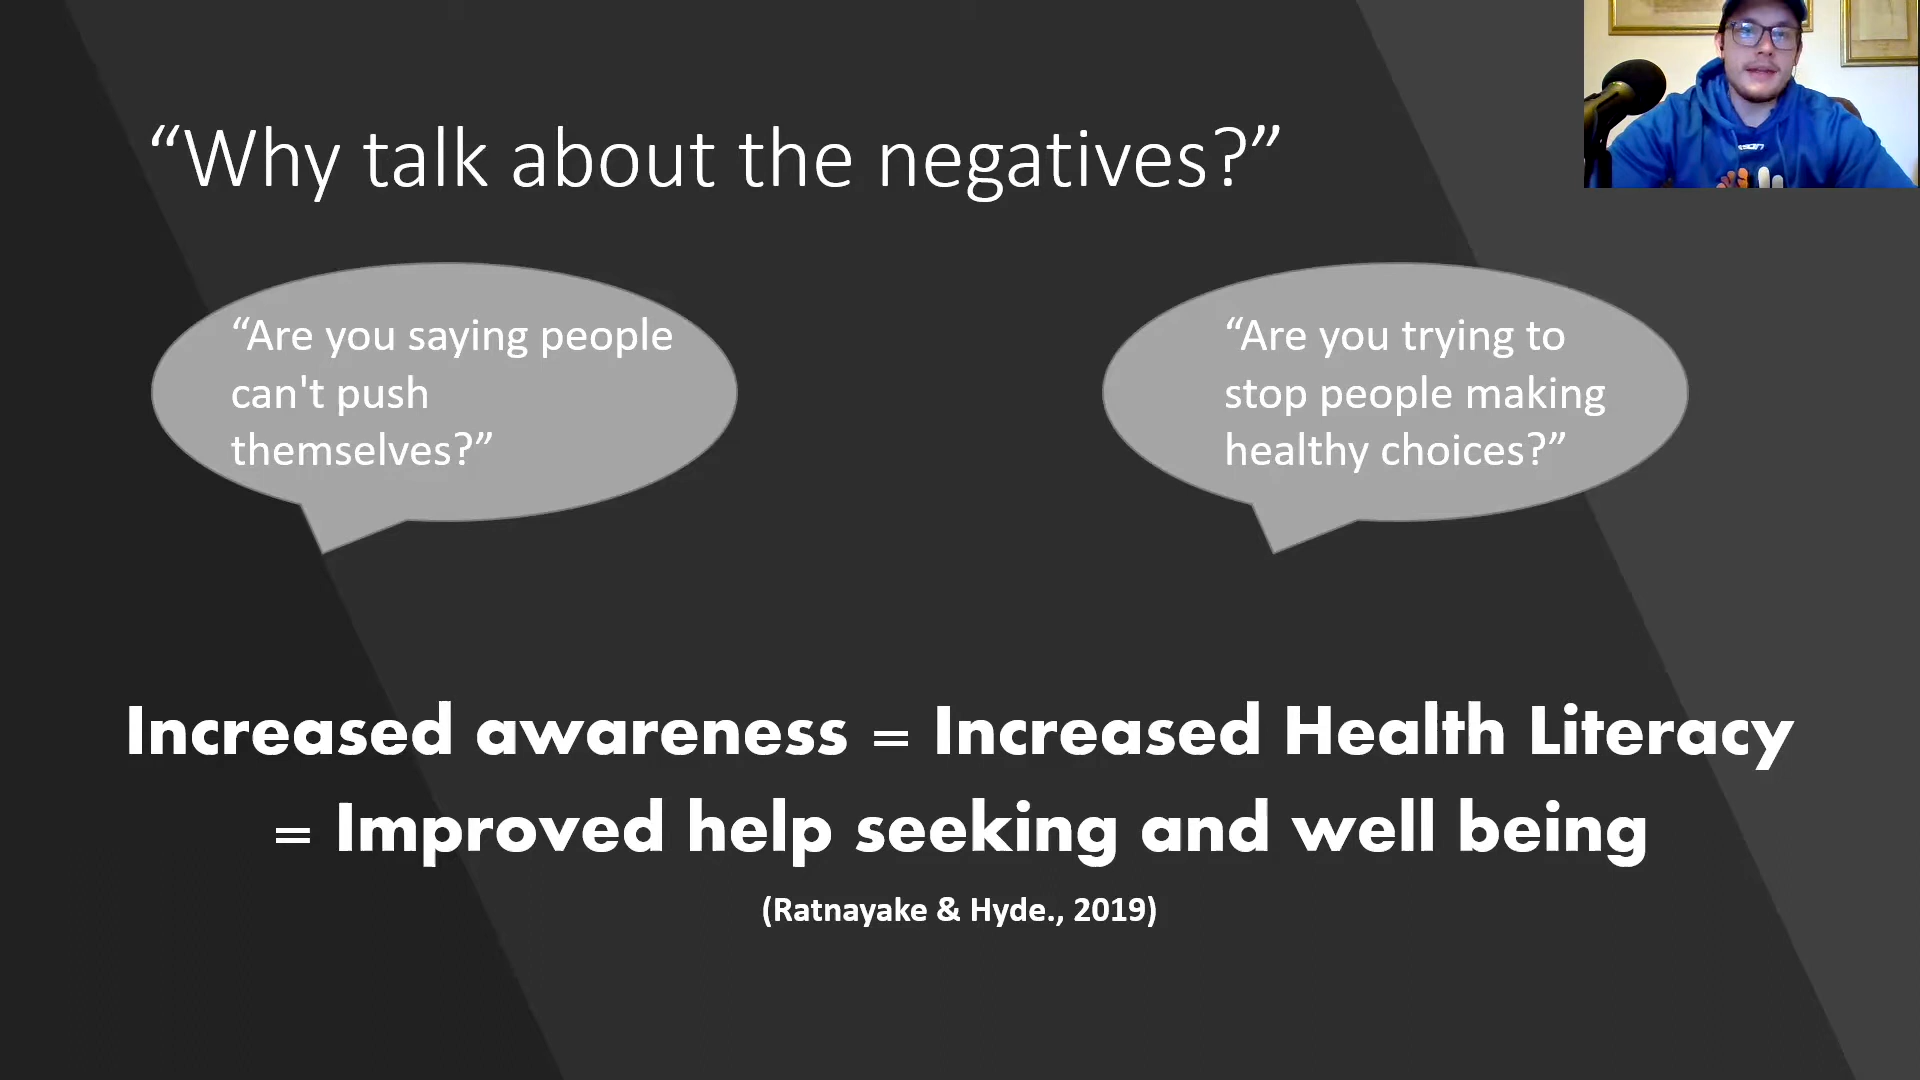 “Why talk about the negatives?”
“Are you saying people
can't push
themselves?”
“Are you trying to
stop people making
healthy choices?”
Increased awareness = Increased Health Literacy
= Improved help seeking and well being
(Ratnayake & Hyde., 2019)